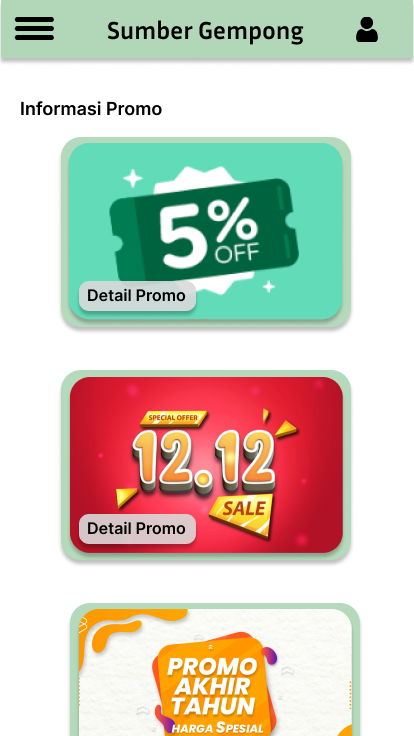 Sumber Gempong
Informasi Promo
5%
OFF
Detail Promo
SPECIAL OFFER
12.12
SALE
Detail Promo
PROMO
AKHIR
TAHUN
HARGA SPESIAL